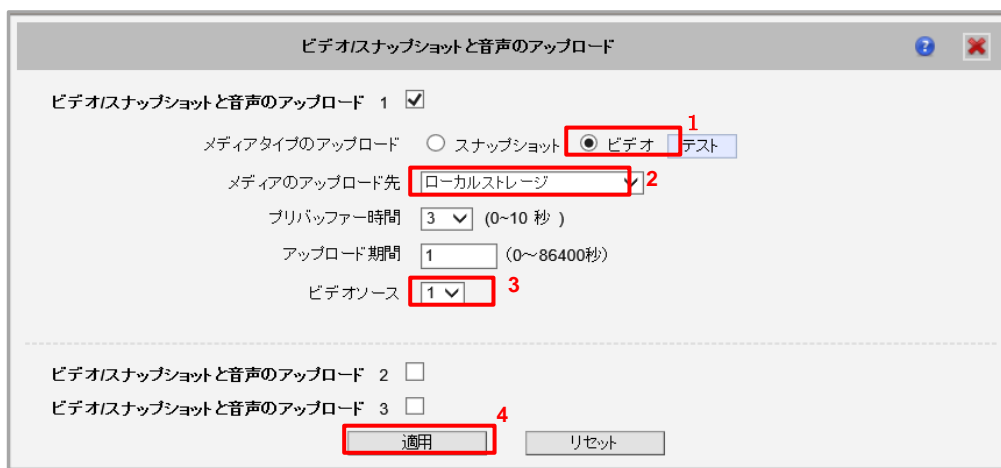 ビデオ/スナップショットと音声のアップロード
ビデオ/スナップショットと音声のアップロード 1
メディアタイプのアップロード スナップショット ビデオ テスト 1
メディアのアップロード先 ローカルストレージ 2
プリバッファー時間 3 (0~10 秒 )
アップロード期間 1 (0～86400秒)
ビデオソース 1 3
ビデオ/スナップショットと音声のアップロード 2
ビデオ/スナップショットと音声のアップロード 3
適用 4 リセット